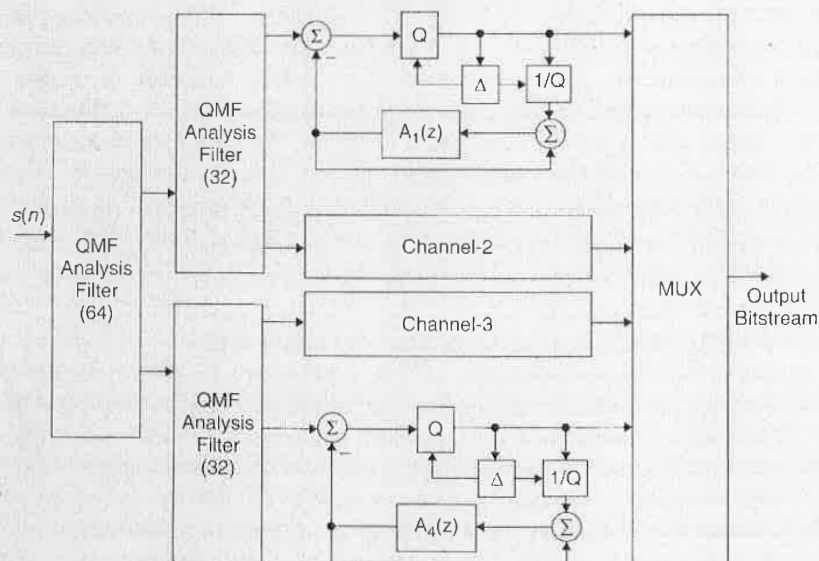 s(n)
QMF
Analysis
Filter
(64)
QMF
Analysis
Filter
(32)
Σ
–
Q
Δ
1/Q
A₁(z)
Σ
Channel-2
Channel-3
QMF
Analysis
Filter
(32)
Σ
–
Q
Δ
1/Q
A₄(z)
Σ
MUX
Output
Bitstream